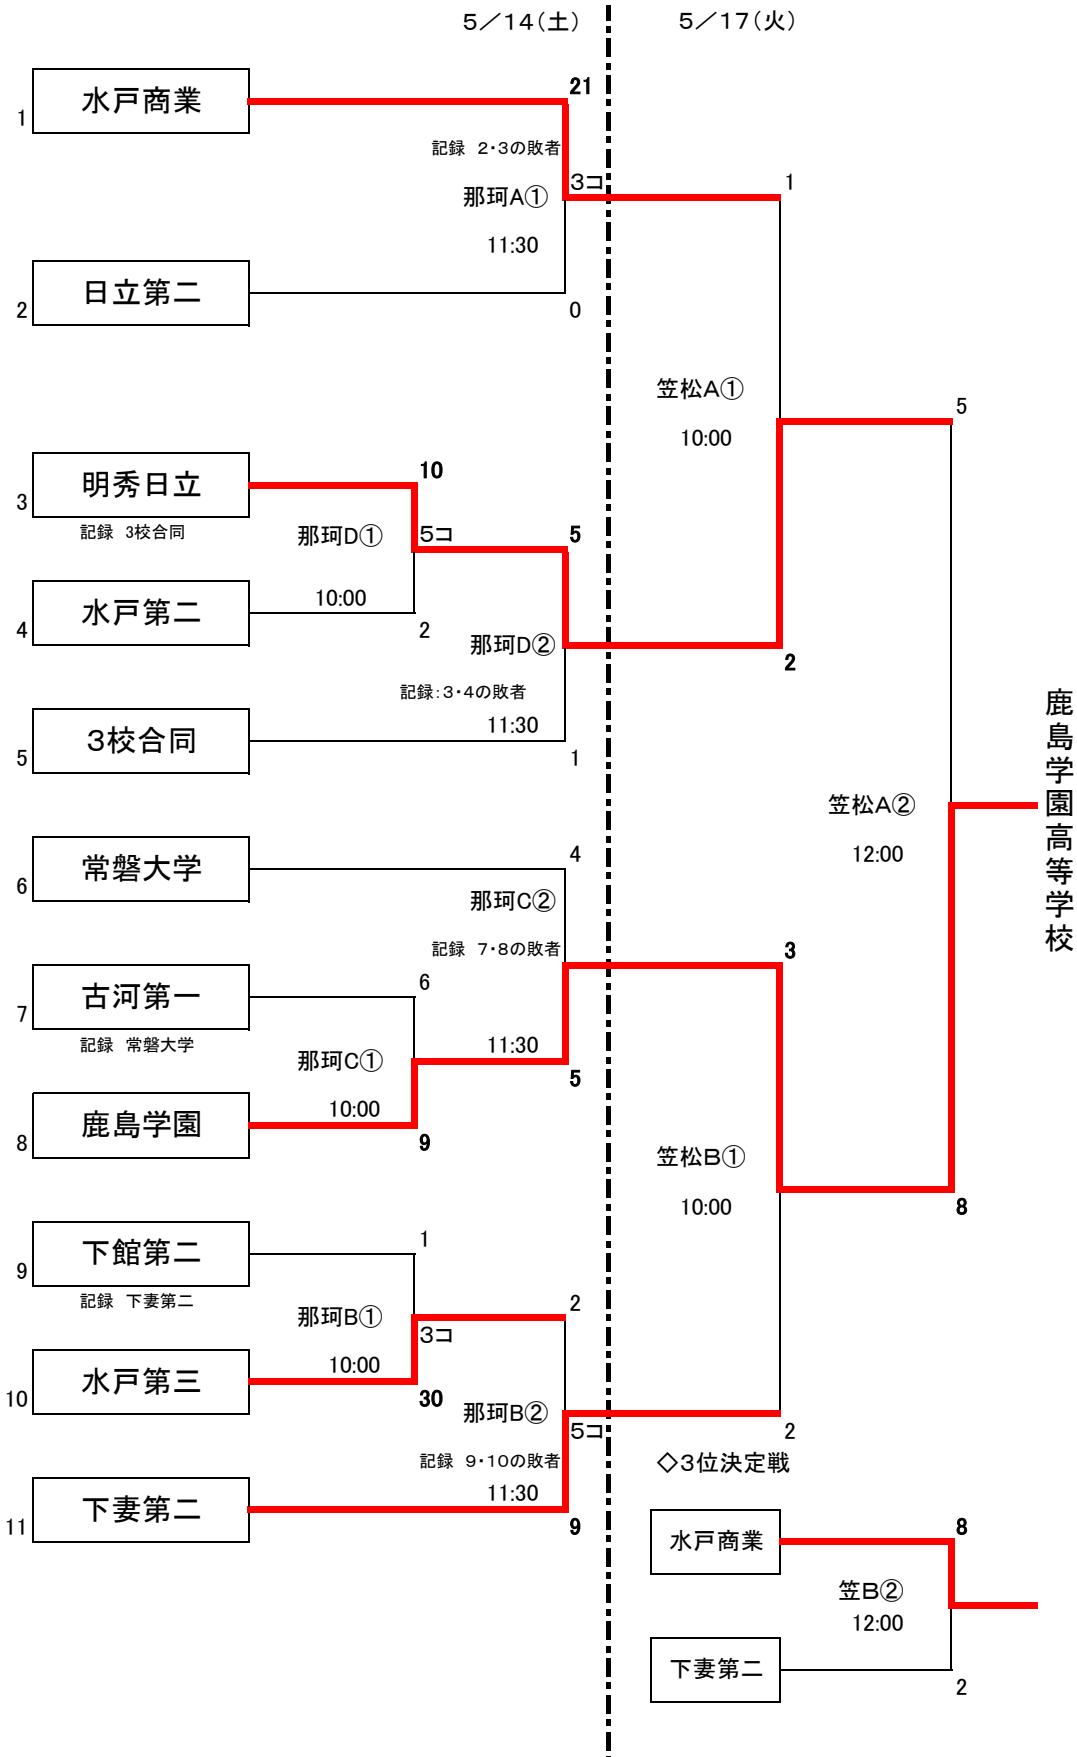 5／14（土）
5／17（火）
1
水戸商業
21
記録 2・3の敗者
3コ
1
那珂A①
11:30
2
日立第二
0
笠松A①
10:00
5
3
明秀日立
10
記録 3校合同
那珂D①
5コ
5
10:00
4
水戸第二
2
那珂D②
2
記録：3・4の敗者
11:30
5
3校合同
1
鹿島学園高等学校
笠松A②
12:00
6
常磐大学
4
那珂C②
記録 7・8の敗者
3
7
古河第一
6
記録 常磐大学
那珂C①
11:30
5
10:00
8
鹿島学園
9
笠松B①
10:00
8
9
下館第二
1
記録 下妻第二
那珂B①
2
3コ
10:00
10
水戸第三
30
那珂B②
5コ
2
記録 9・10の敗者
11:30
11
下妻第二
9
◇3位決定戦
水戸商業
8
笠B②
12:00
下妻第二
2